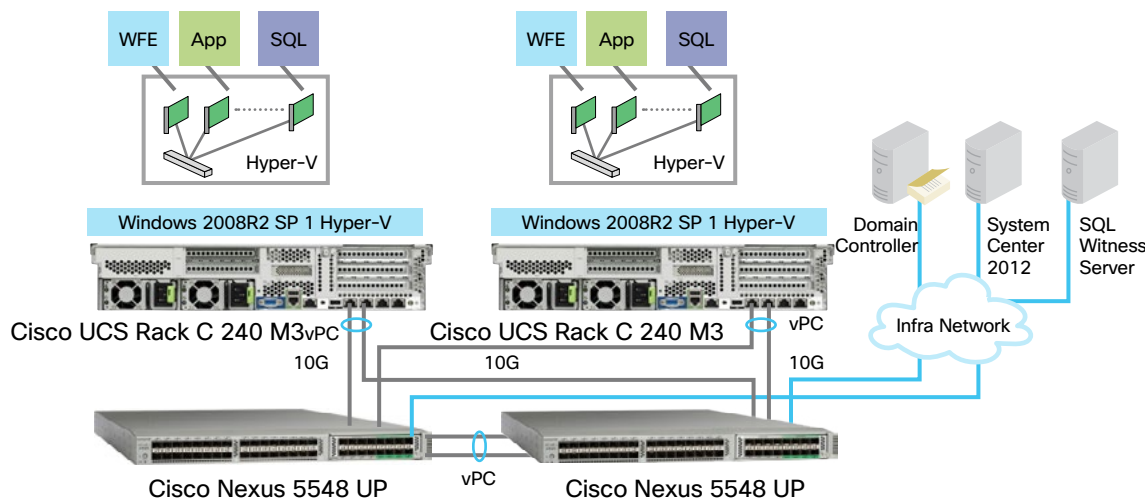 WFE
App
SQL
Hyper-V
WFE
App
SQL
Hyper-V
Windows 2008R2 SP 1 Hyper-V
Windows 2008R2 SP 1 Hyper-V
Domain
Controller
System
Center
2012
SQL
Witness
Server
Cisco UCS Rack C 240 M3
vPC
Cisco UCS Rack C 240 M3
vPC
Infra Network
10G
10G
10G
vPC
Cisco Nexus 5548 UP
Cisco Nexus 5548 UP